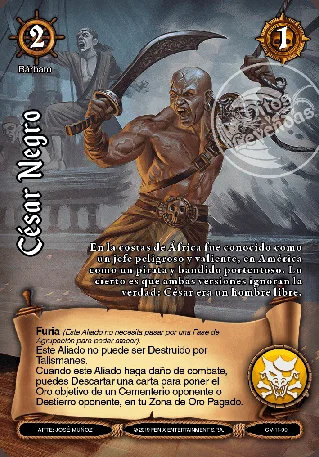 2
1
Bárbaro
César Negro
En la costas de África fue conocido como
un jefe peligroso y valiente, en América
como un pirata y bandido portentoso. Lo
cierto es que ambas versiones ignoran la
verdad: César era un hombre libre.
Furia (Este Aliado no necesita pasar por una Fase de
Agrupación para poder atacar).
Este Aliado no puede ser Destruido por
Talismanes.
Cuando este Aliado haga daño de combate,
puedes Descartar una carta para poner el
Oro objetivo de un Cementerio oponente o
Destierro oponente, en tu Zona de Oro Pagado.
ARTE: JOSÉ MUÑOZ